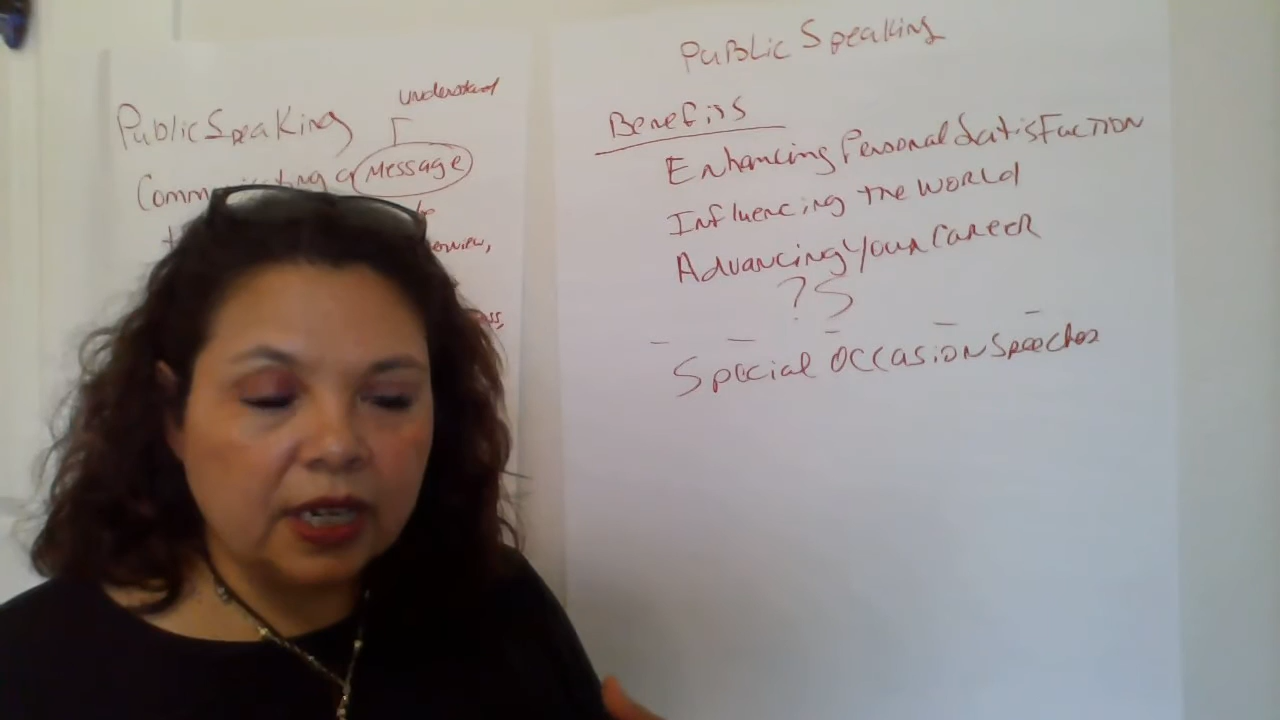 Public Speaking
understand
Communicating a Message
Public Speaking
Benefits
Enhancing Personal Satisfaction
Influencing the World
Advancing Your Career
?S
Special Occasion Speeches